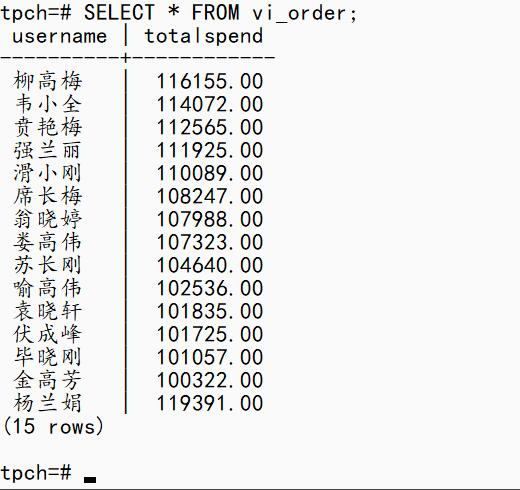 tpch=# SELECT * FROM vi_order;
 username | totalspend
----------+------------
 柳高梅   |  116155.00
 韦小全   |  114072.00
 贲艳梅   |  112565.00
 强兰丽   |  111925.00
 滑小刚   |  110089.00
 席长梅   |  108247.00
 翁晓婷   |  107988.00
 娄高伟   |  107323.00
 苏长刚   |  104640.00
 喻高伟   |  102536.00
 袁晓轩   |  101835.00
 伏成峰   |  101725.00
 毕晓刚   |  101057.00
 金高芳   |  100322.00
 杨兰娟   |  119391.00
(15 rows)
tpch=#